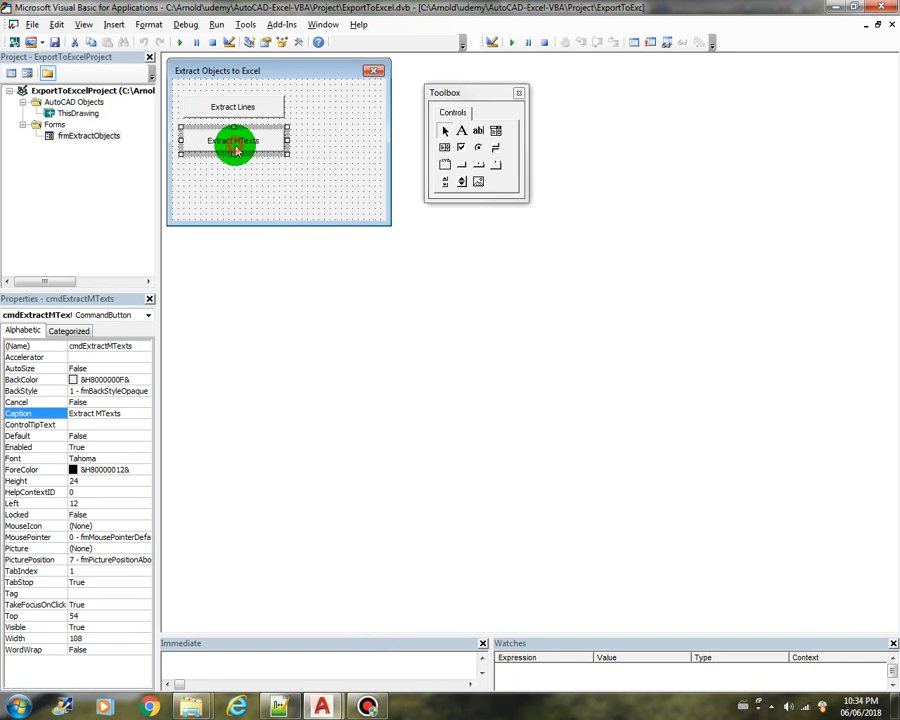 Microsoft Visual Basic for Applications - C:\Arnold\udemy\AutoCAD-Excel-VBA\Project\ExportToExcel.dvb - [C:\Arnold\udemy\AutoCAD-Excel-VBA\Project\ExportToExc]
File Edit View Insert Format Debug Run Tools Add-Ins Window Help
Project - ExportToExcelProject
ExportToExcelProject (C:\Arnol
AutoCAD Objects
ThisDrawing
Forms
frmExtractObjects
Extract Objects to Excel
Extract Lines
Extract MTexts
Toolbox
Controls
A
ab|
Properties - cmdExtractMTexts
cmdExtractMTex CommandButton
Alphabetic Categorized
(Name) cmdExtractMTexts
Accelerator
AutoSize False
BackColor &H8000000F&
BackStyle 1 - fmBackStyleOpaque
Cancel False
Caption Extract MTexts
ControlTipText
Default False
Enabled True
Font Tahoma
ForeColor &H80000012&
Height 24
HelpContextID 0
Left 12
Locked False
MouseIcon (None)
MousePointer 0 - fmMousePointerDefa
Picture (None)
PicturePosition 7 - fmPicturePositionAbo
TabIndex 1
TabStop True
Tag
TakeFocusOnClick True
Top 54
Visible True
Width 108
WordWrap False
Immediate
Watches
Expression Value Type Context
10:34 PM
06/06/2018